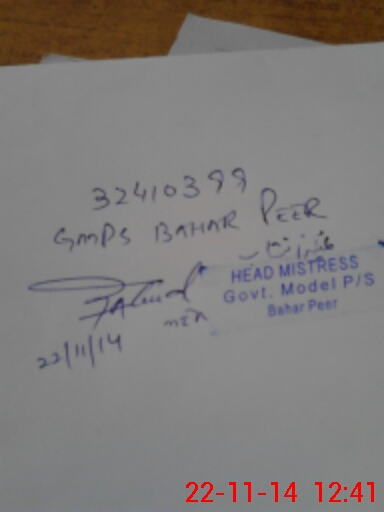 32410399
GMPS BAHAR PEER
HEAD MISTRESS
Govt. Model P/S
Bahar Peer
22/11/14
22-11-14 12:41